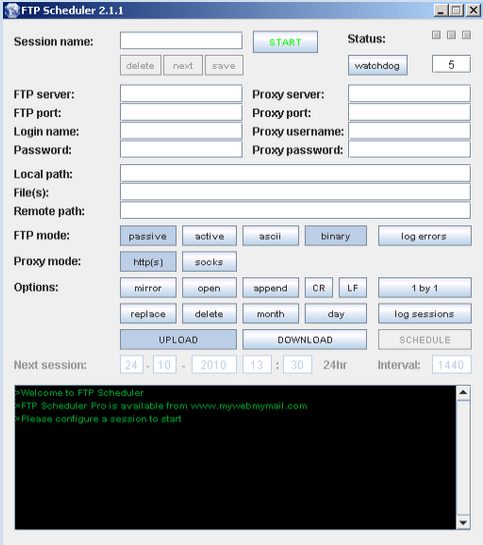 FTP Scheduler 2.1.1
Session name: START Status:
delete next save watchdog 5
FTP server: Proxy server:
FTP port: Proxy port:
Login name: Proxy username:
Password: Proxy password:
Local path:
File(s):
Remote path:
FTP mode: passive active ascii binary log errors
Proxy mode: http(s) socks
Options: mirror open append CR LF 1 by 1
replace delete month day log sessions
UPLOAD DOWNLOAD SCHEDULE
Next session: 24 - 10 - 2010 13 : 30 24hr Interval: 1440
>Welcome to FTP Scheduler
>FTP Scheduler Pro is available from www.mywebmymail.com
>Please configure a session to start